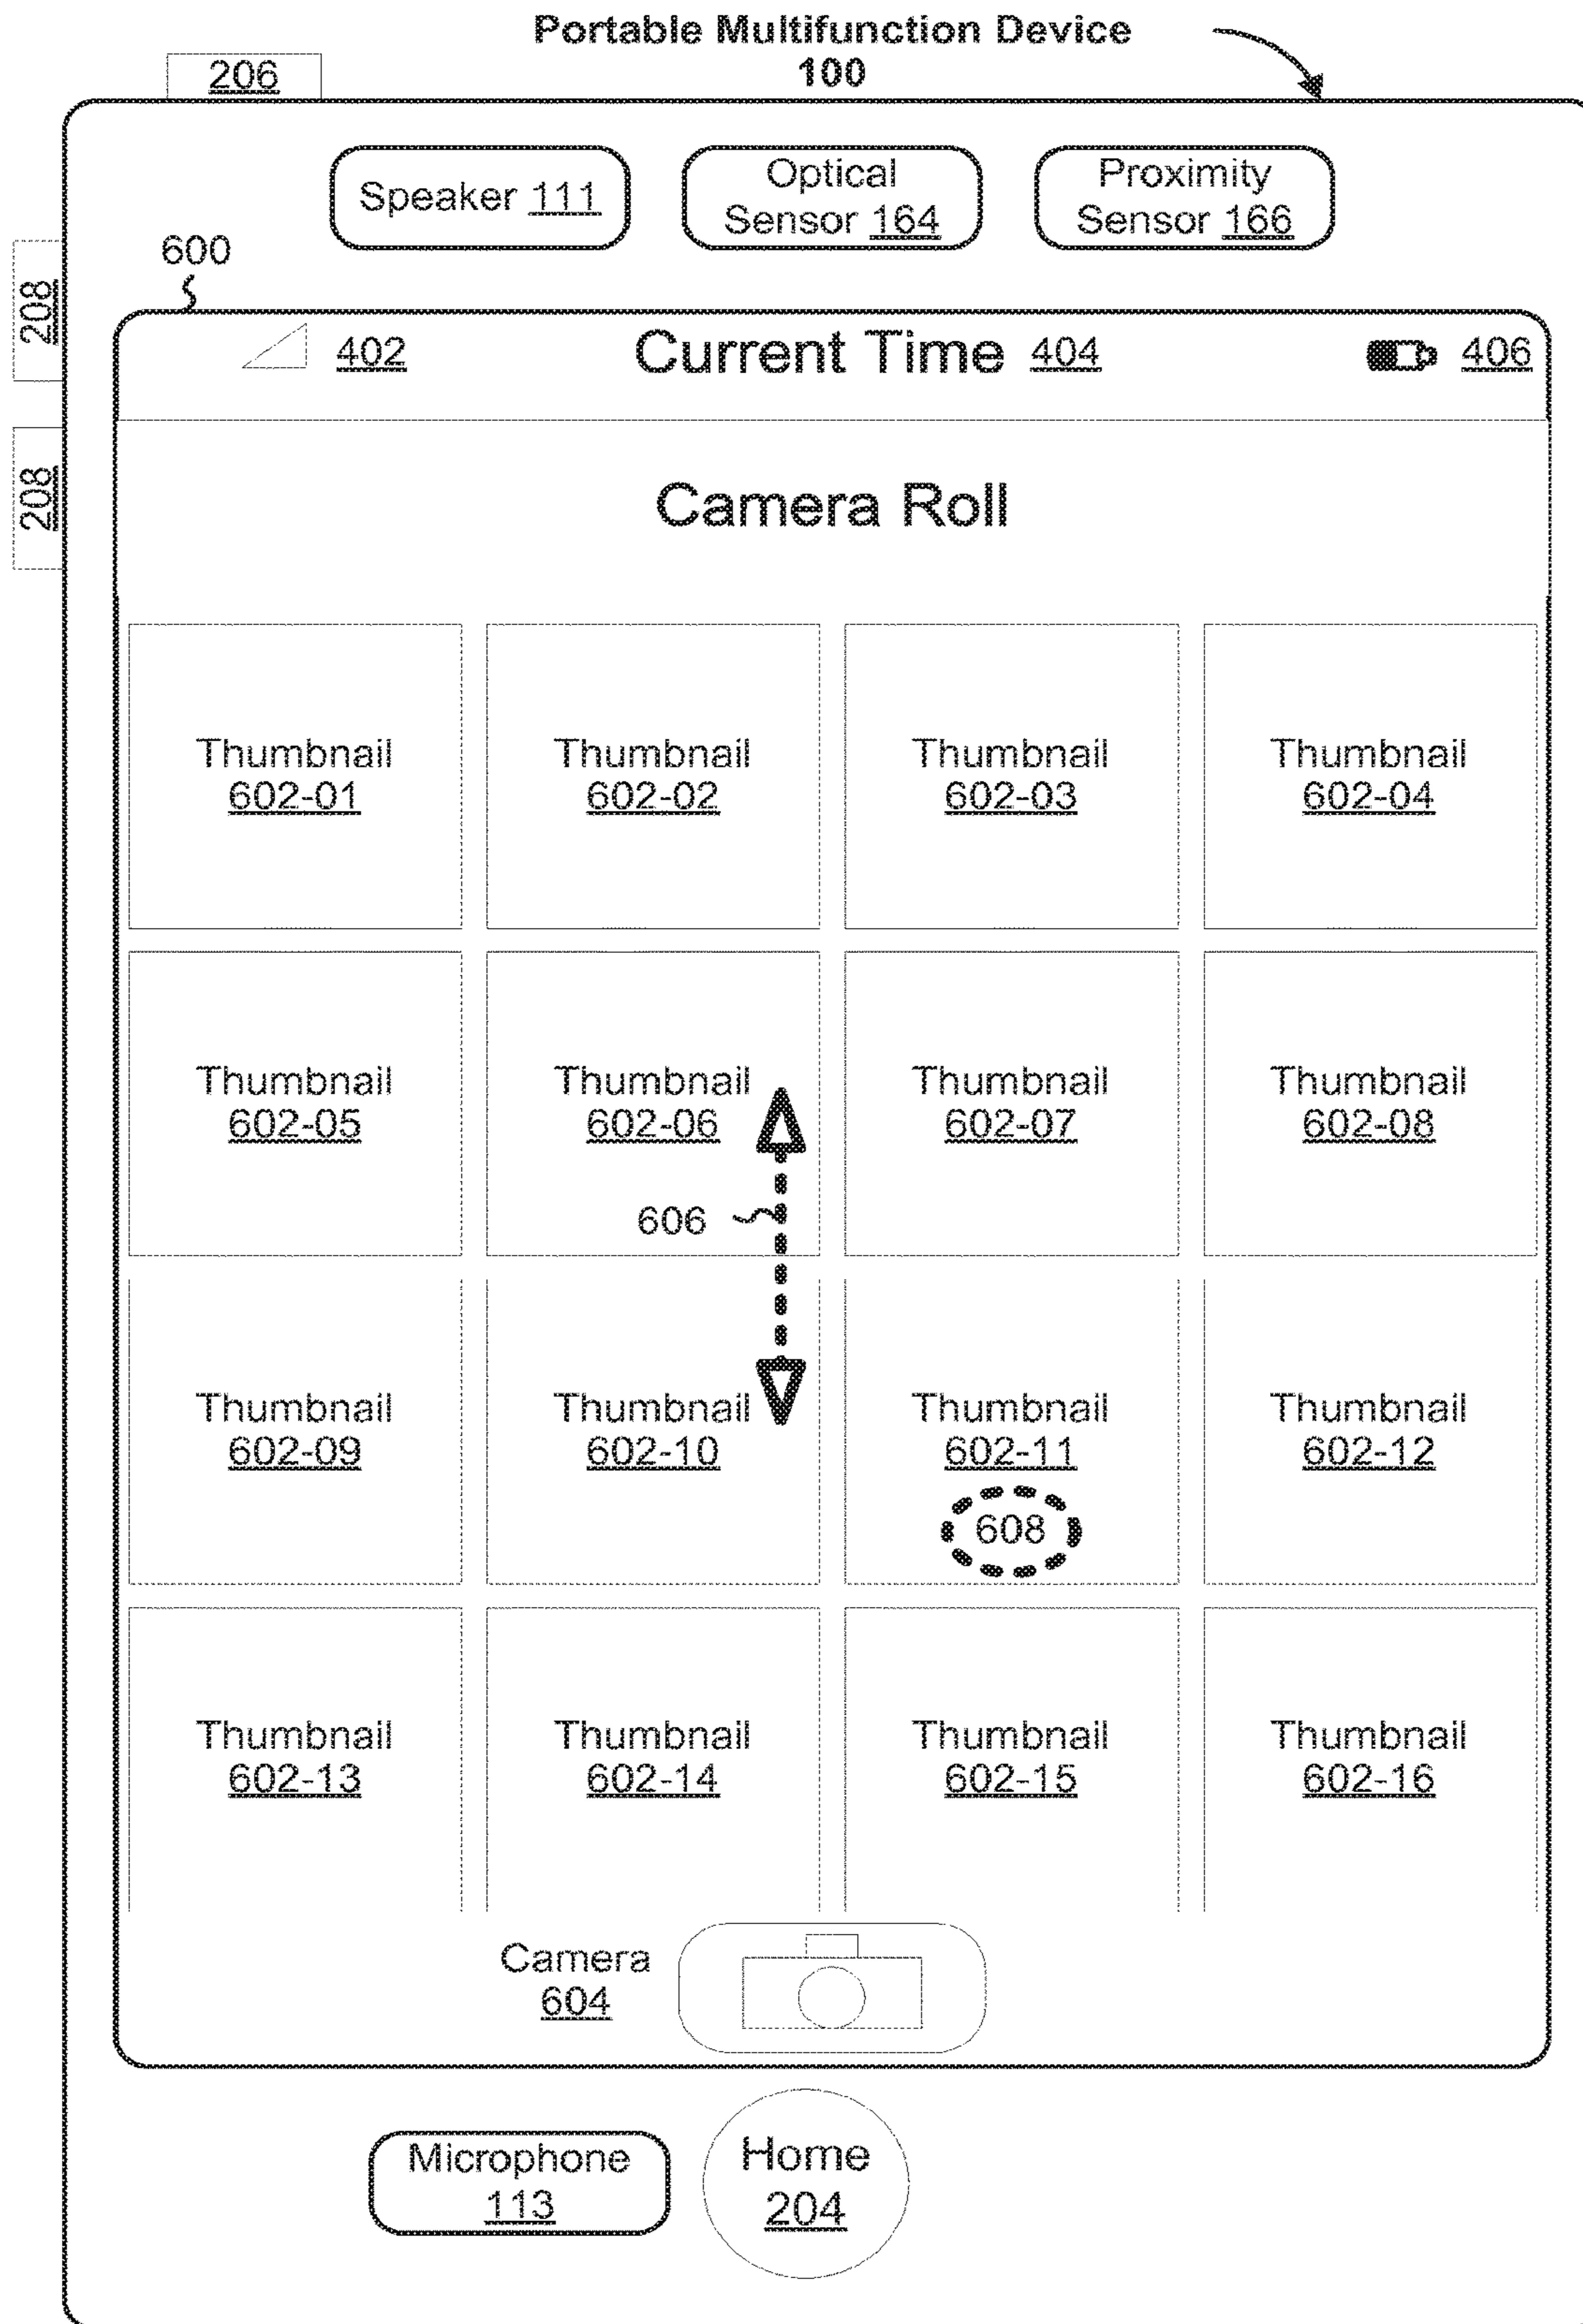 Portable Multifunction Device
100
206
Speaker 111
Optical
Sensor 164
Proximity
Sensor 166
600
208
208
402
Current Time 404
406
Camera Roll
Thumbnail
602-01
Thumbnail
602-02
Thumbnail
602-03
Thumbnail
602-04
Thumbnail
602-05
Thumbnail
602-06
Thumbnail
602-07
Thumbnail
602-08
606
Thumbnail
602-09
Thumbnail
602-10
Thumbnail
602-11
608
Thumbnail
602-12
Thumbnail
602-13
Thumbnail
602-14
Thumbnail
602-15
Thumbnail
602-16
Camera
604
Microphone
113
Home
204